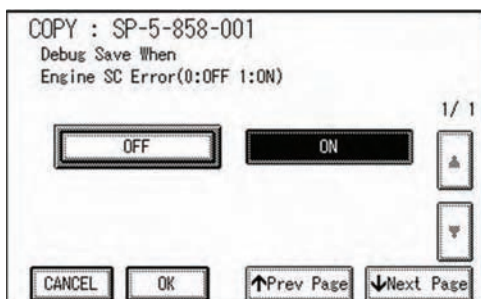 COPY : SP-5-858-001
Debug Save When
Engine SC Error(0:OFF 1:ON)
1/ 1
OFF ON
CANCEL OK ↑Prev Page ↓Next Page